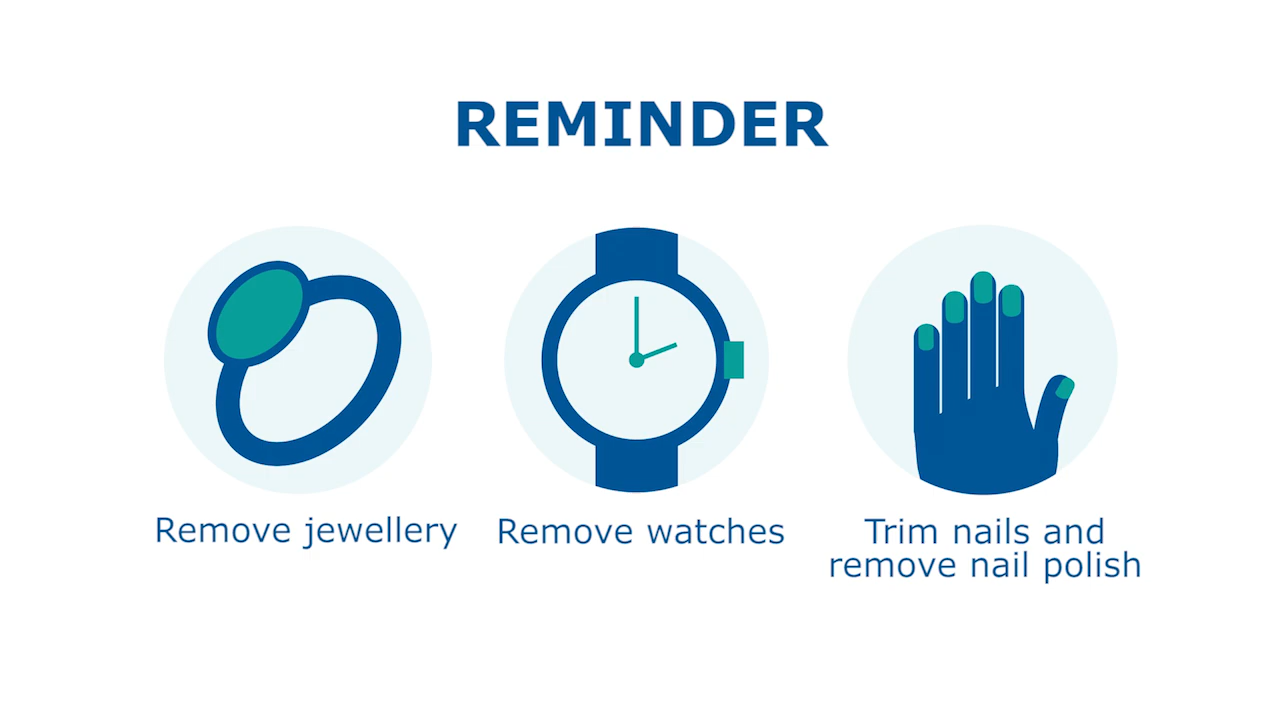 REMINDER
Remove jewellery
Remove watches
Trim nails and
remove nail polish